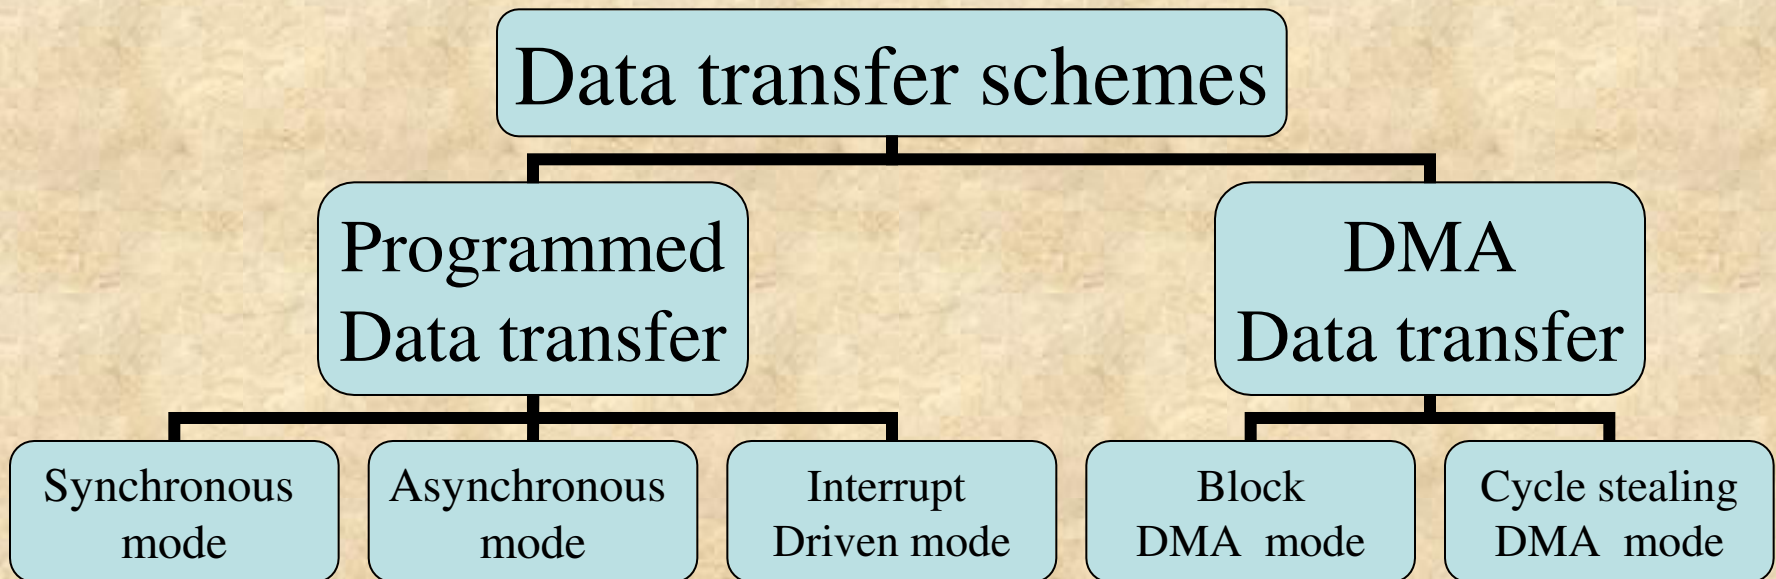 Data transfer schemes
Programmed
Data transfer
DMA
Data transfer
Synchronous
mode
Asynchronous
mode
Interrupt
Driven mode
Block
DMA mode
Cycle stealing
DMA mode